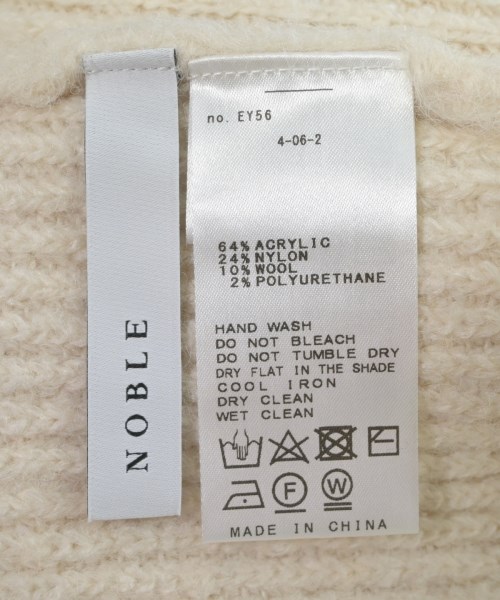 NOBLE
no. EY56
4-06-2
64% ACRYLIC
24% NYLON
10% WOOL
2% POLYURETHANE
HAND WASH
DO NOT BLEACH
DO NOT TUMBLE DRY
DRY FLAT IN THE SHADE
COOL IRON
DRY CLEAN
WET CLEAN
F W
MADE IN CHINA